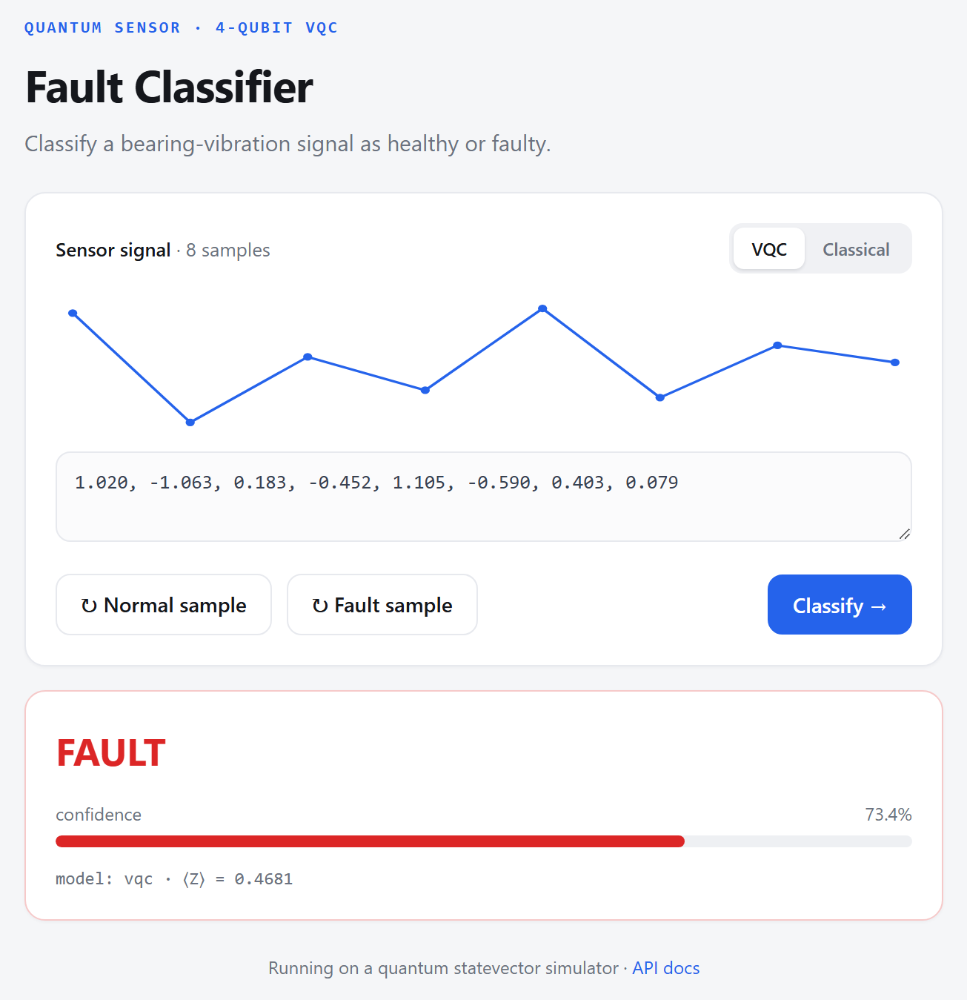 QUANTUM SENSOR · 4-QUBIT VQC
Fault Classifier
Classify a bearing-vibration signal as healthy or faulty.
Sensor signal · 8 samples
VQC
Classical
1.020, -1.063, 0.183, -0.452, 1.105, -0.590, 0.403, 0.079
↻ Normal sample
↻ Fault sample
Classify →
FAULT
confidence
73.4%
model: vqc · ⟨Z⟩ = 0.4681
Running on a quantum statevector simulator · API docs